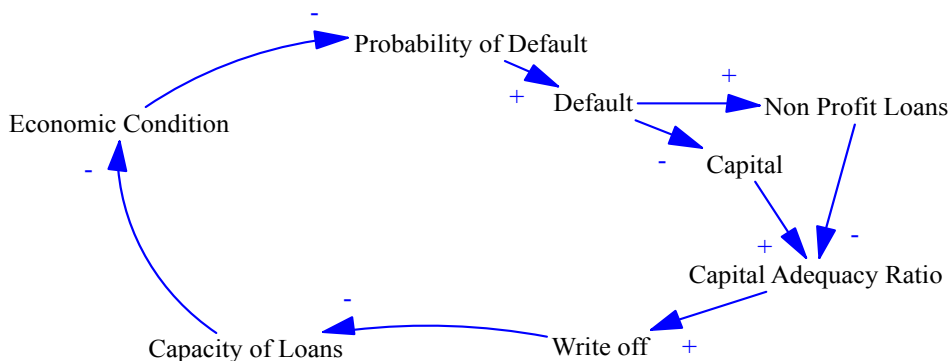 -
Probability of Default
+
+
Default
Non Profit Loans
Economic Condition
-
-
Capital
+
-
Capital Adequacy Ratio
-
Capacity of Loans
Write off
+